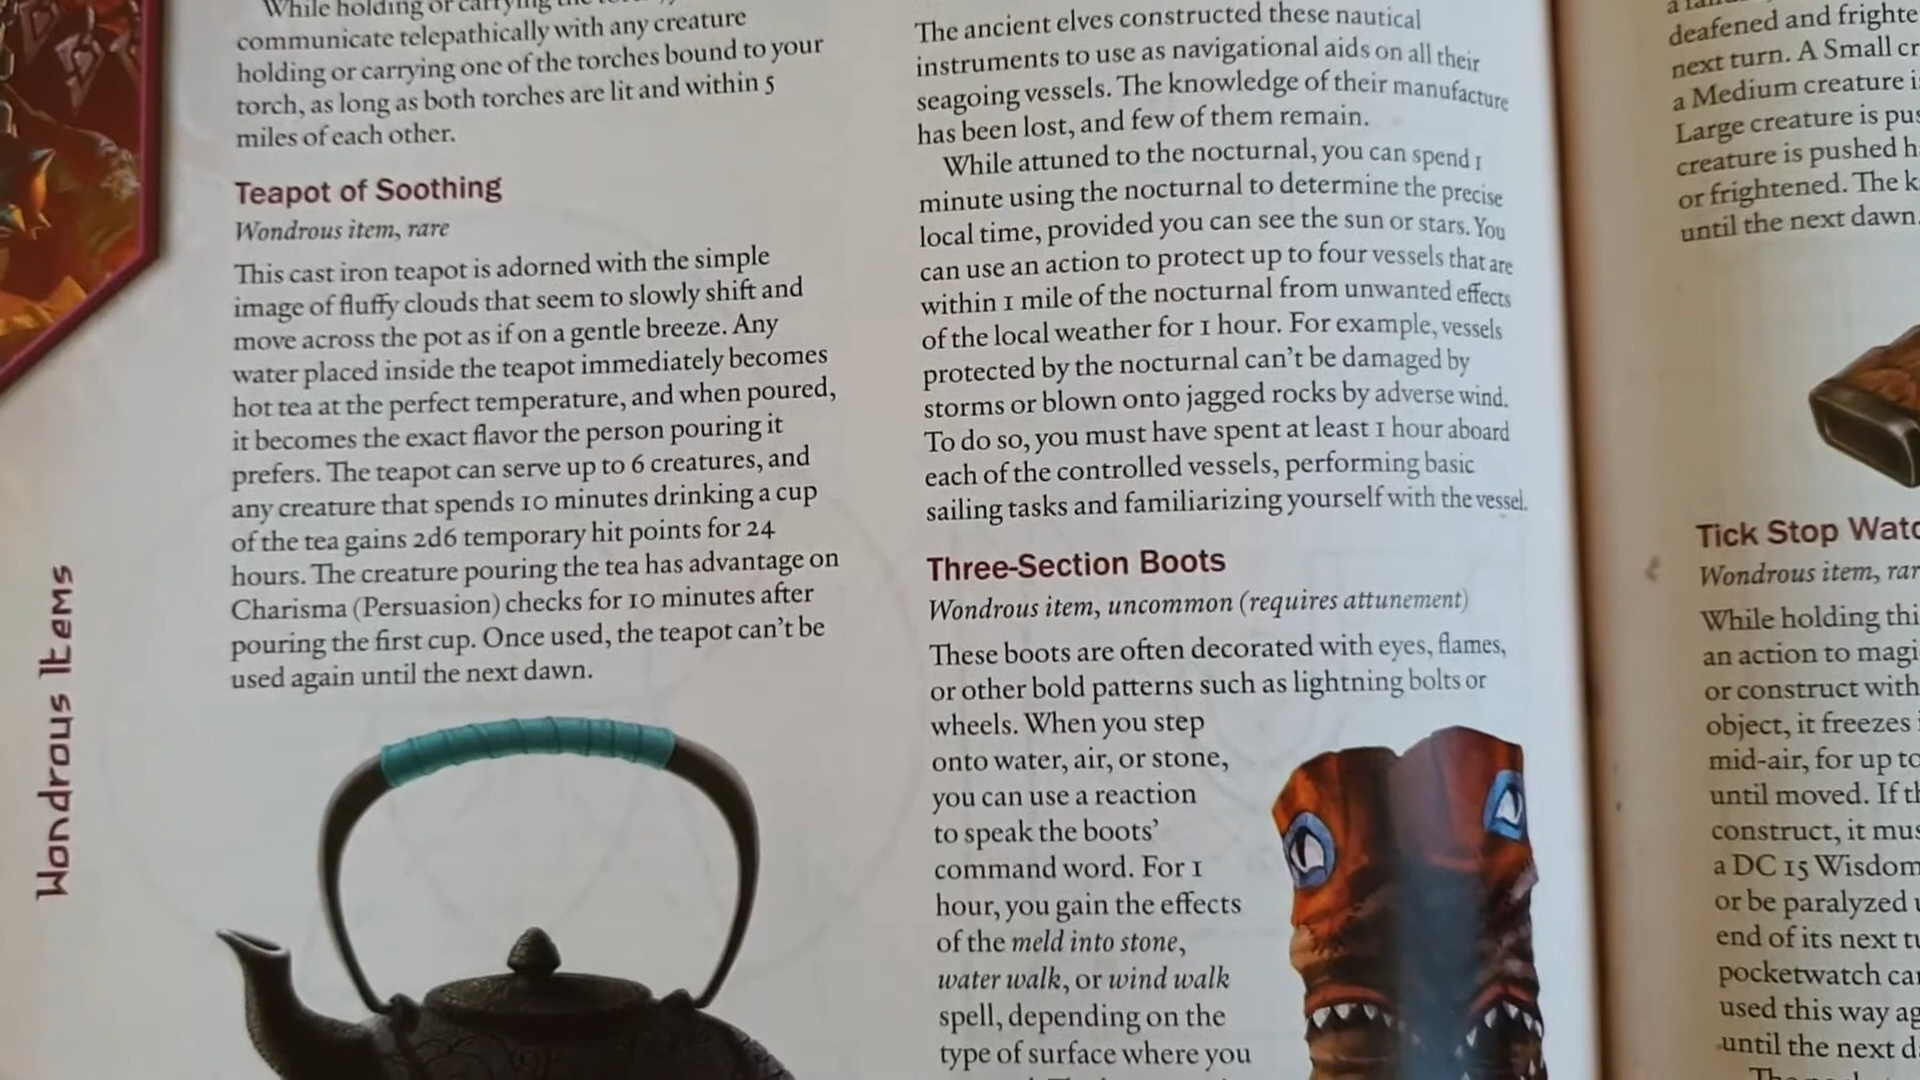 While holding or carrying the
communicate telepathically with any creature
holding or carrying one of the torches bound to your
torch, as long as both torches are lit and within 5
miles of each other.
Teapot of Soothing
Wondrous item, rare
This cast iron teapot is adorned with the simple
image of fluffy clouds that seem to slowly shift and
move across the pot as if on a gentle breeze. Any
water placed inside the teapot immediately becomes
hot tea at the perfect temperature, and when poured,
it becomes the exact flavor the person pouring it
prefers. The teapot can serve up to 6 creatures, and
any creature that spends 10 minutes drinking a cup
of the tea gains 2d6 temporary hit points for 24
hours. The creature pouring the tea has advantage on
Charisma (Persuasion) checks for 10 minutes after
pouring the first cup. Once used, the teapot can't be
used again until the next dawn.
Wondrous Items
The ancient elves constructed these nautical
instruments to use as navigational aids on all their
seagoing vessels. The knowledge of their manufacture
has been lost, and few of them remain.
While attuned to the nocturnal, you can spend 1
minute using the nocturnal to determine the precise
local time, provided you can see the sun or stars. You
can use an action to protect up to four vessels that are
within 1 mile of the nocturnal from unwanted effects
of the local weather for 1 hour. For example, vessels
protected by the nocturnal can't be damaged by
storms or blown onto jagged rocks by adverse wind.
To do so, you must have spent at least 1 hour aboard
each of the controlled vessels, performing basic
sailing tasks and familiarizing yourself with the vessel.
Three-Section Boots
Wondrous item, uncommon (requires attunement)
These boots are often decorated with eyes, flames,
or other bold patterns such as lightning bolts or
wheels. When you step
onto water, air, or stone,
you can use a reaction
to speak the boots'
command word. For 1
hour, you gain the effects
of the meld into stone,
water walk, or wind walk
spell, depending on the
type of surface where you
deafened and frighte
next turn. A Small cr
a Medium creature i
Large creature is pus
creature is pushed h
or frightened. The k
until the next dawn.
Tick Stop Watc
Wondrous item, rar
While holding thi
an action to magi
or construct with
object, it freezes i
mid-air, for up to
until moved. If th
construct, it mus
a DC 15 Wisdom
or be paralyzed u
end of its next tu
pocketwatch can
used this way ag
until the next d